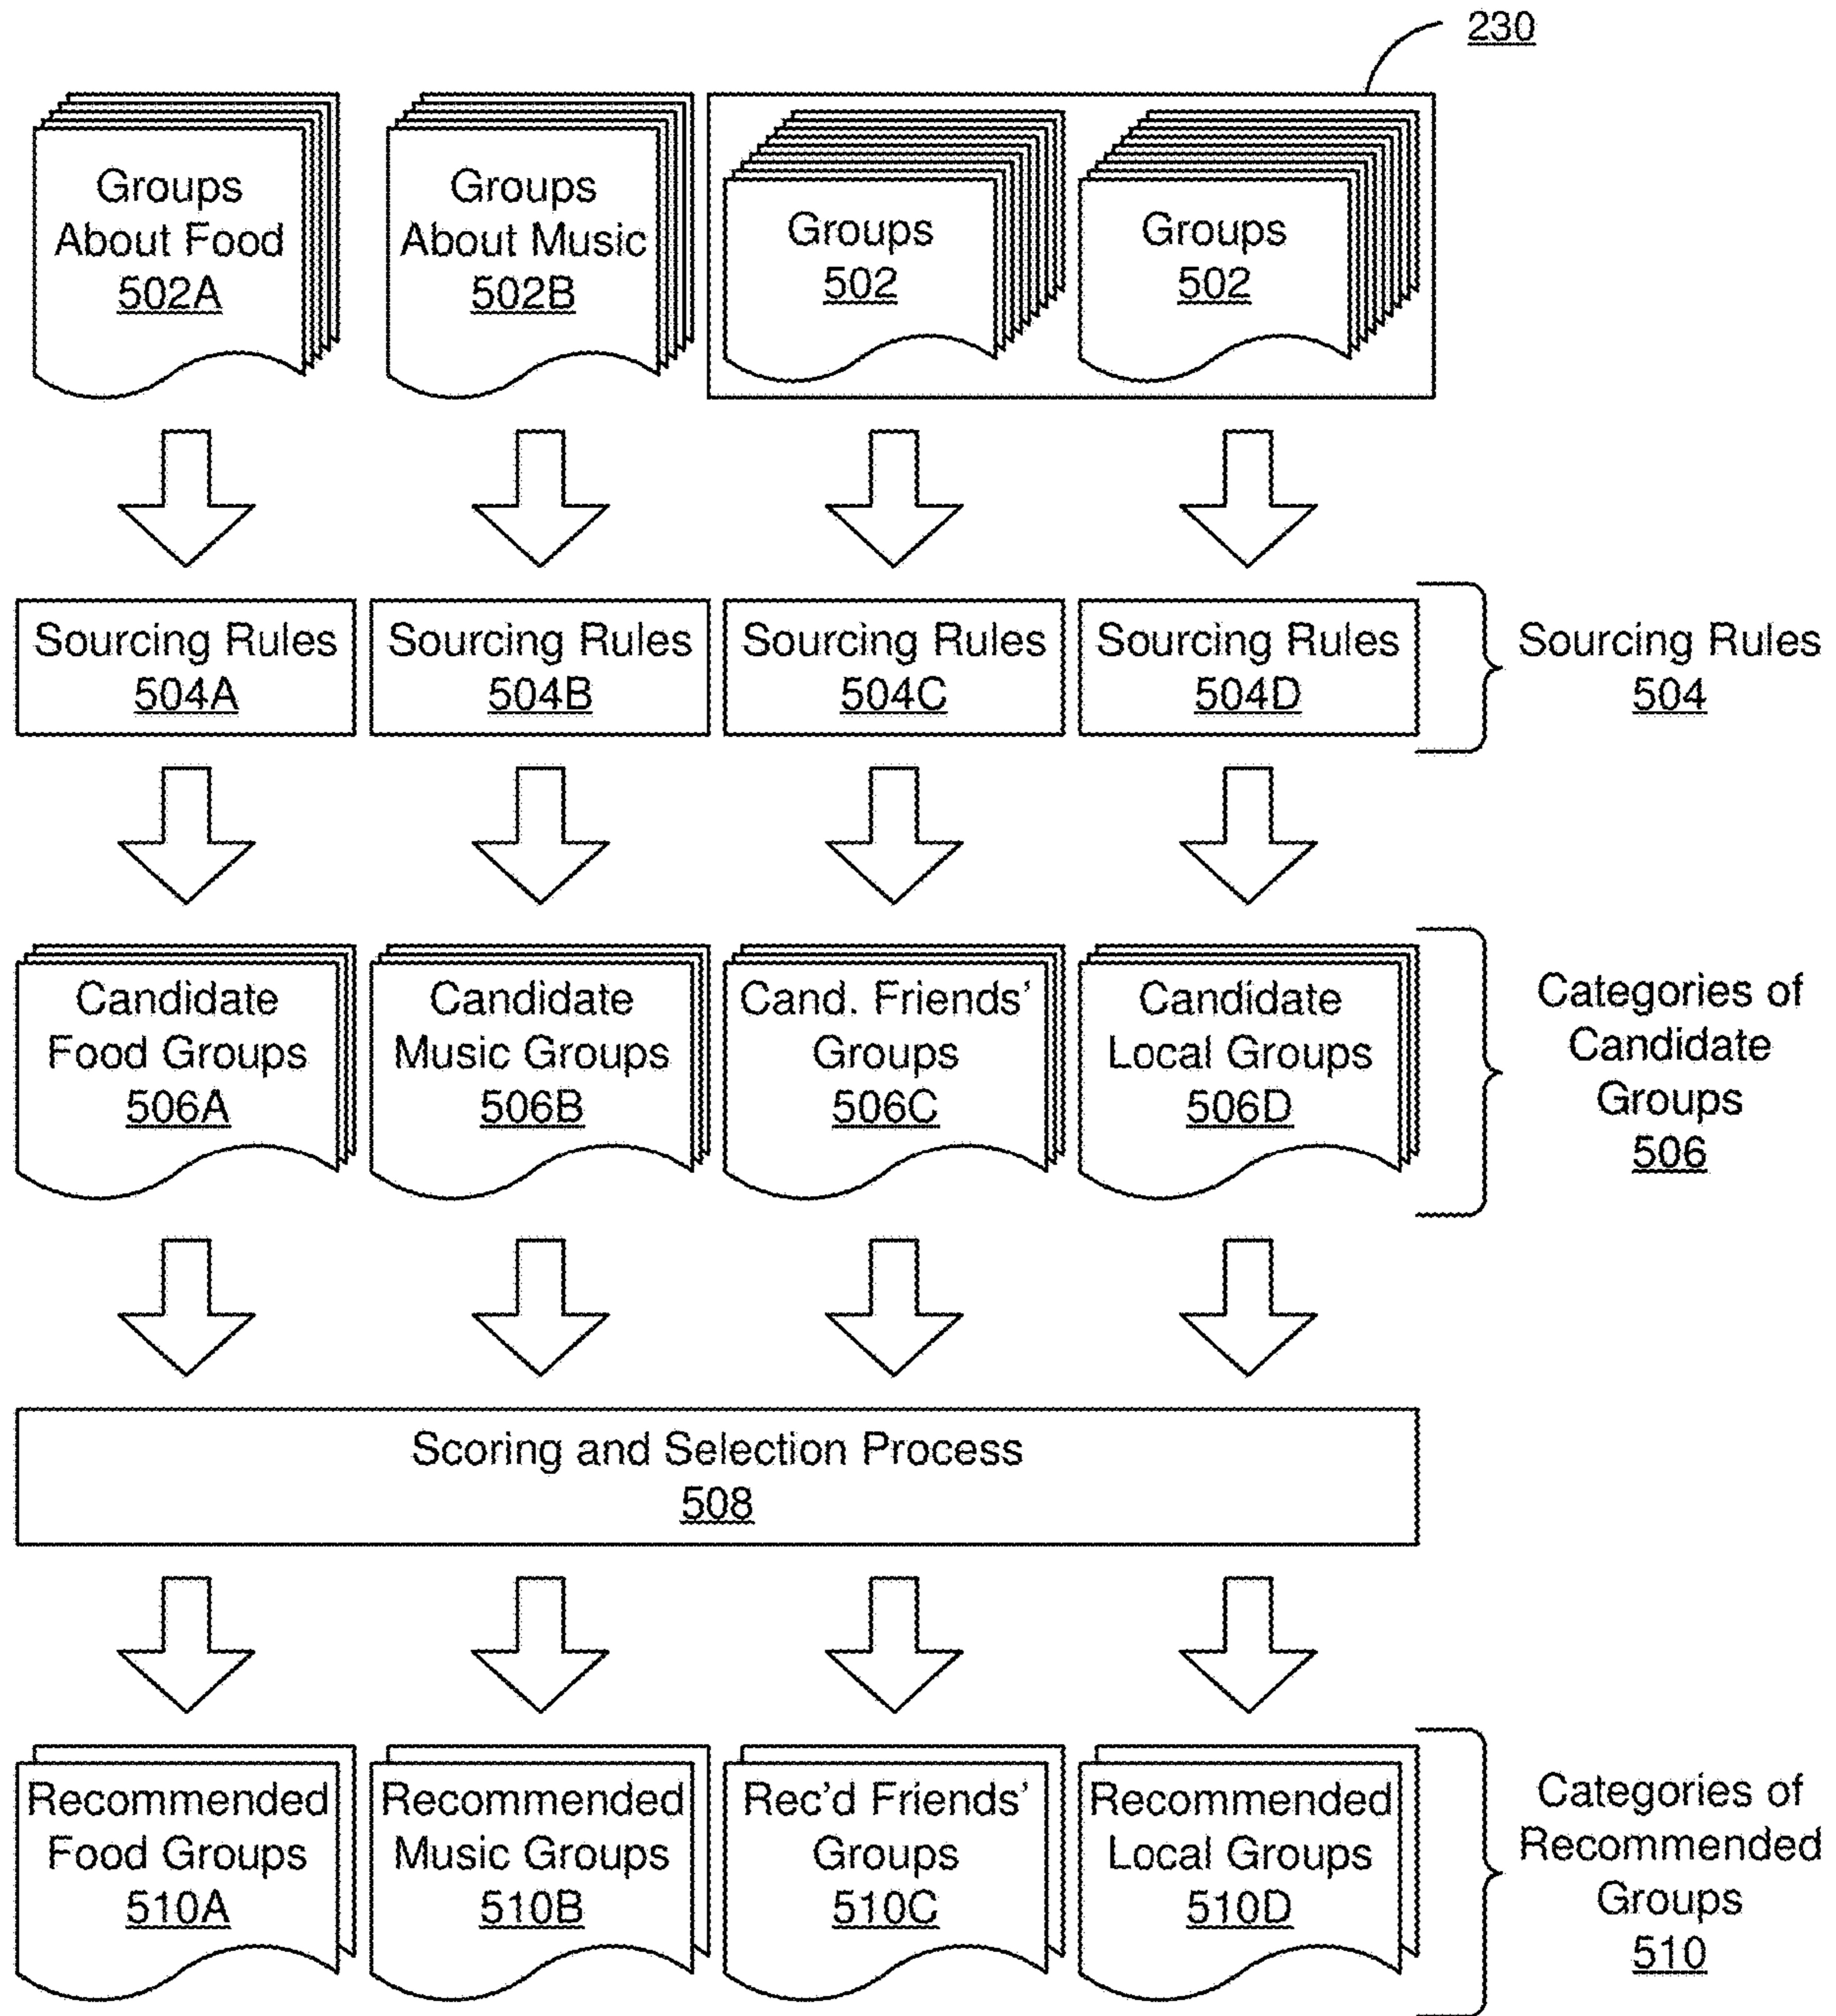 230
Groups
About Food
502A
Groups
About Music
502B
Groups
502
Groups
502
Sourcing Rules
504A
Sourcing Rules
504B
Sourcing Rules
504C
Sourcing Rules
504D
Sourcing Rules
504
Candidate
Food Groups
506A
Candidate
Music Groups
506B
Cand. Friends'
Groups
506C
Candidate
Local Groups
506D
Categories of
Candidate
Groups
506
Scoring and Selection Process
508
Recommended
Food Groups
510A
Recommended
Music Groups
510B
Rec'd Friends'
Groups
510C
Recommended
Local Groups
510D
Categories of
Recommended
Groups
510